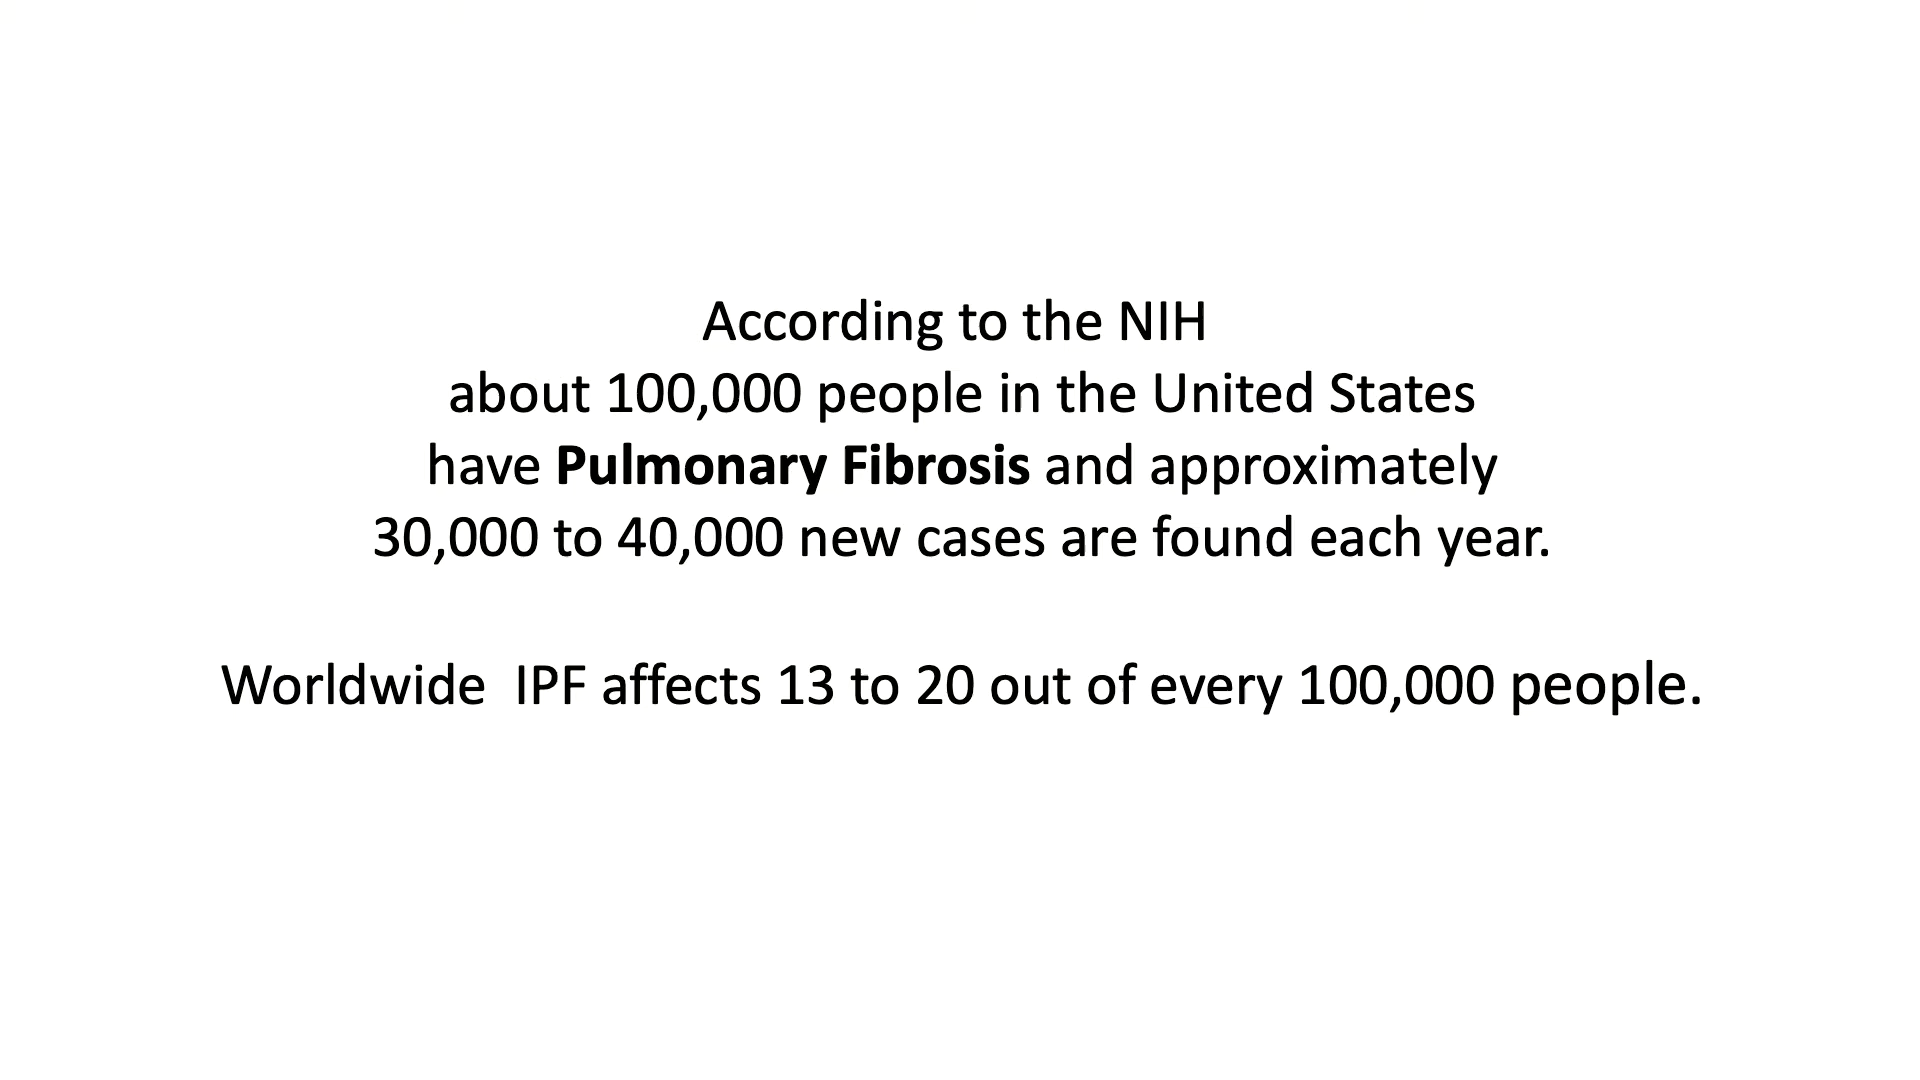 According to the NIH
about 100,000 people in the United States
have Pulmonary Fibrosis and approximately
30,000 to 40,000 new cases are found each year.
Worldwide  IPF affects 13 to 20 out of every 100,000 people.